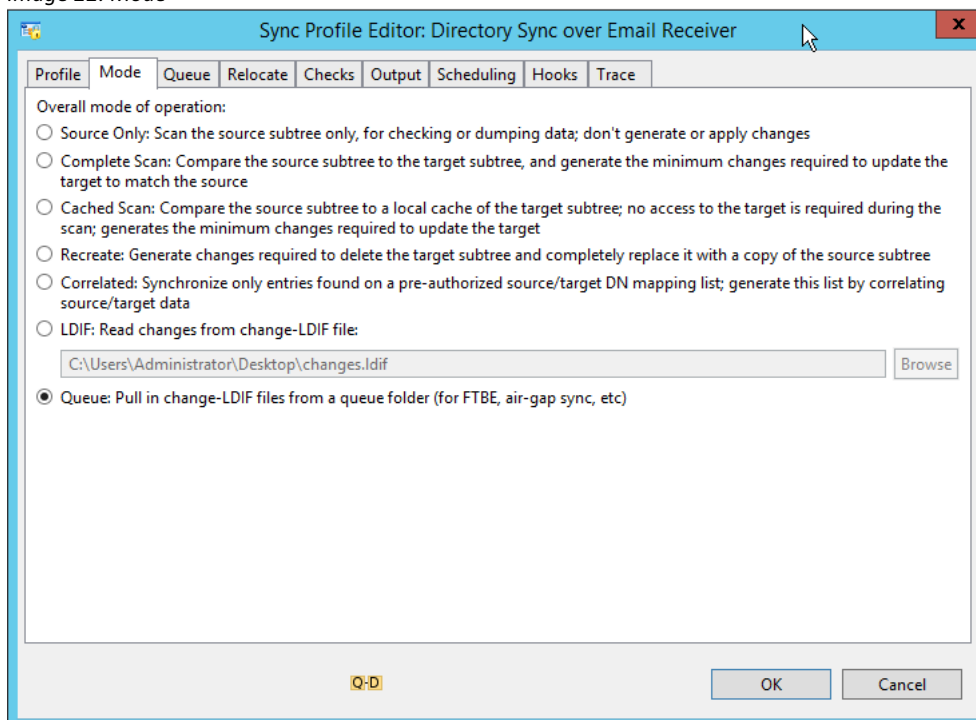 Sync Profile Editor: Directory Sync over Email Receiver
x
Profile Mode Queue Relocate Checks Output Scheduling Hooks Trace
Overall mode of operation:
Source Only: Scan the source subtree only, for checking or dumping data; don't generate or apply changes
Complete Scan: Compare the source subtree to the target subtree, and generate the minimum changes required to update the
target to match the source
Cached Scan: Compare the source subtree to a local cache of the target subtree; no access to the target is required during the
scan; generates the minimum changes required to update the target
Recreate: Generate changes required to delete the target subtree and completely replace it with a copy of the source subtree
Correlated: Synchronize only entries found on a pre-authorized source/target DN mapping list; generate this list by correlating
source/target data
LDIF: Read changes from change-LDIF file:
C:\Users\Administrator\Desktop\changes.ldif Browse
Queue: Pull in change-LDIF files from a queue folder (for FTBE, air-gap sync, etc)
Q-D OK Cancel